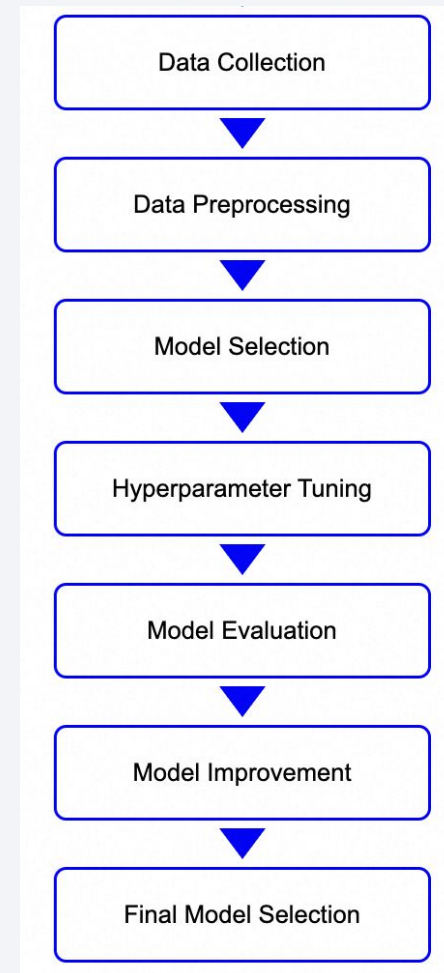 Data Collection
Data Preprocessing
Model Selection
Hyperparameter Tuning
Model Evaluation
Model Improvement
Final Model Selection